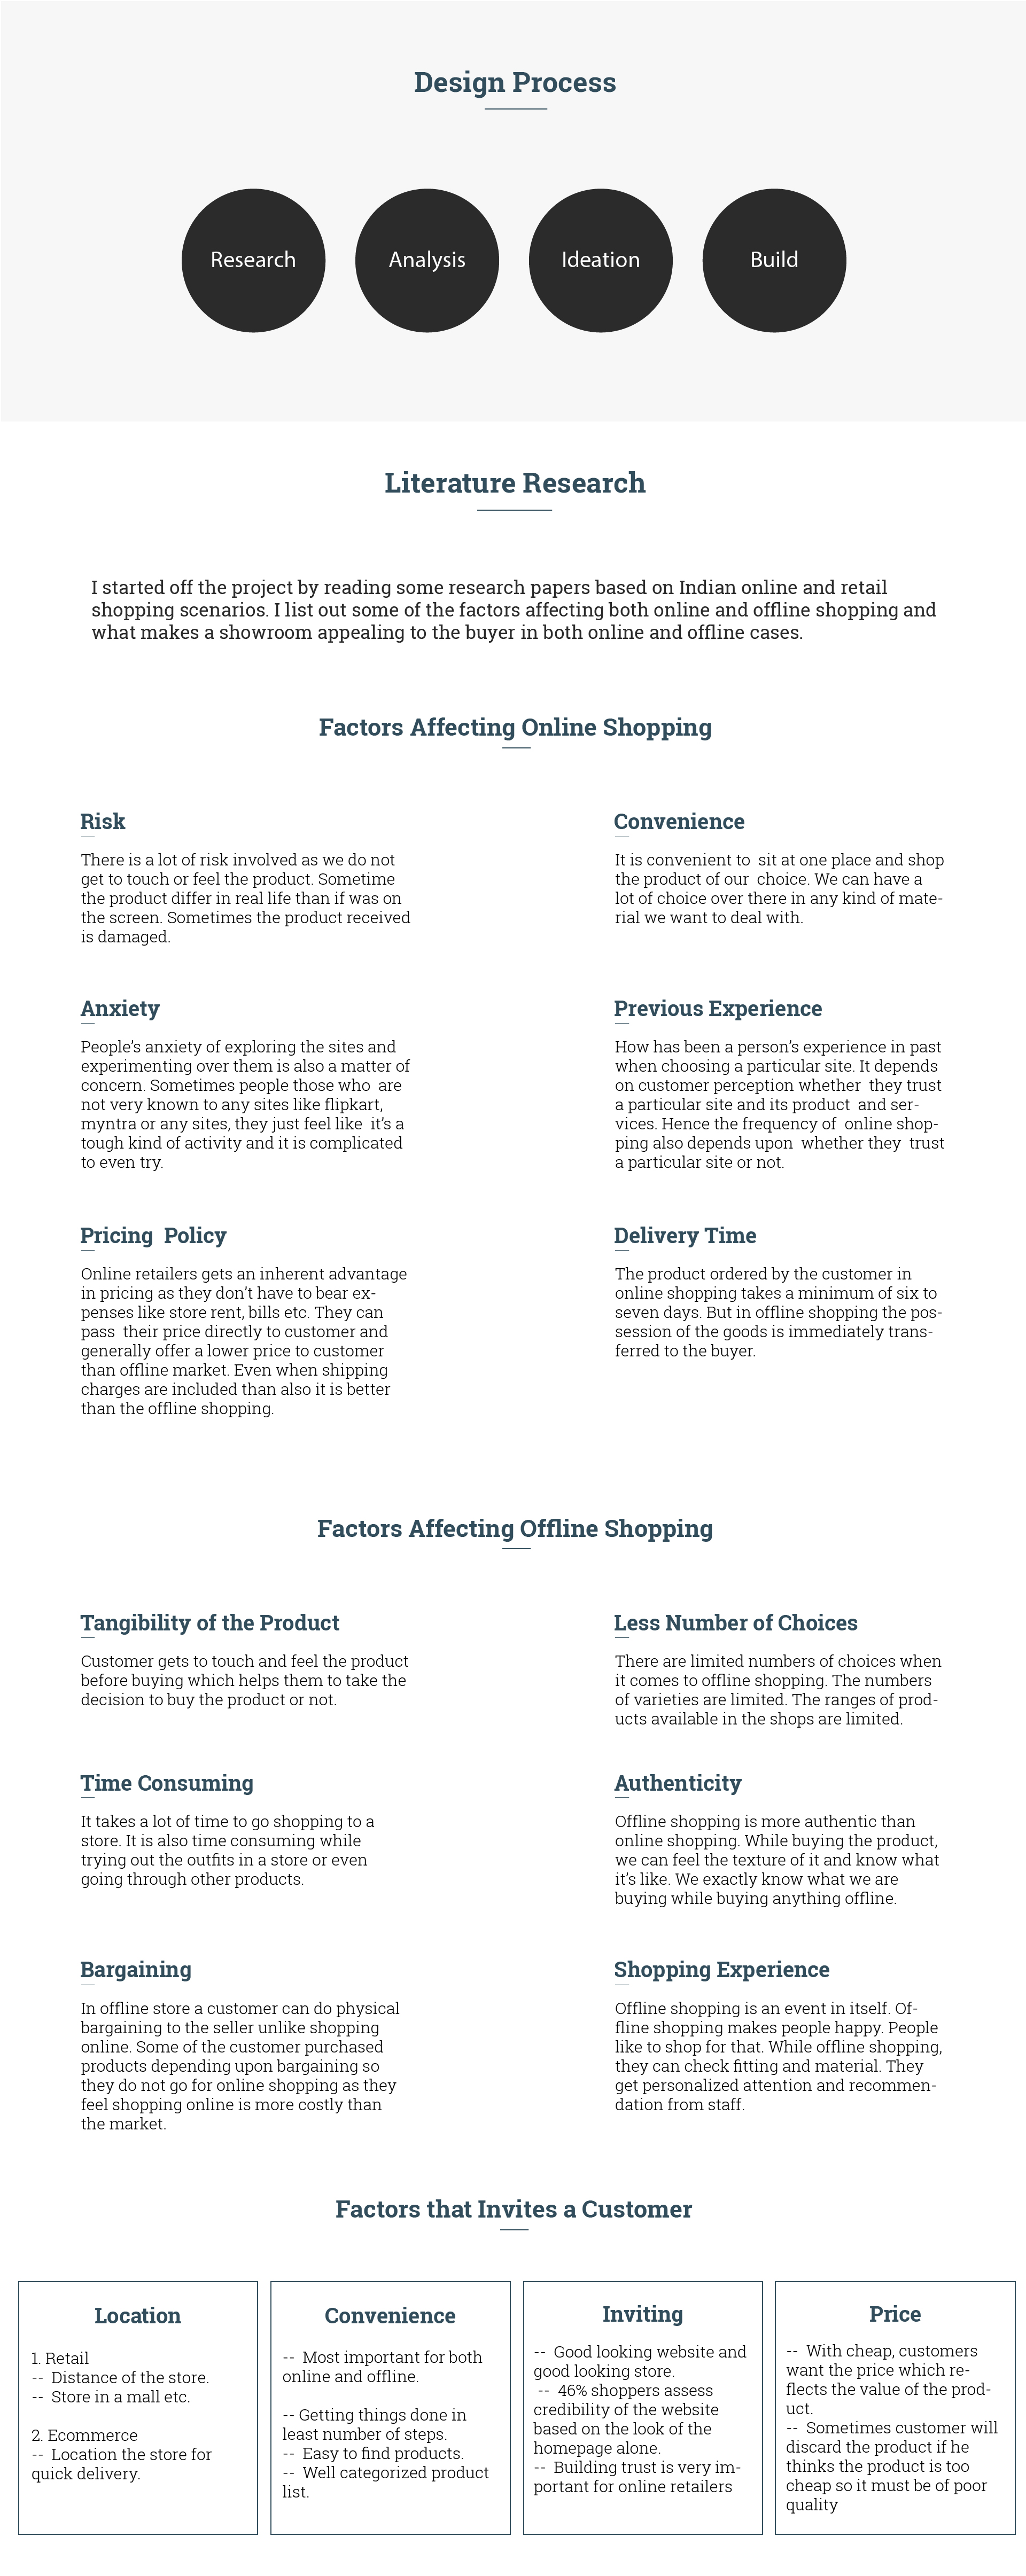 Design Process
Research
Analysis
Ideation
Build
Literature Research
I started off the project by reading some research papers based on Indian online and retail
shopping scenarios. I list out some of the factors affecting both online and offline shopping and
what makes a showroom appealing to the buyer in both online and offline cases.
Factors Affecting Online Shopping
Risk
There is a lot of risk involved as we do not
get to touch or feel the product. Sometime
the product differ in real life than if was on
the screen. Sometimes the product received
is damaged.
Convenience
It is convenient to  sit at one place and shop
the product of our  choice. We can have a
lot of choice over there in any kind of mate-
rial we want to deal with.
Anxiety
People’s anxiety of exploring the sites and
experimenting over them is also a matter of
concern. Sometimes people those who  are
not very known to any sites like flipkart,
myntra or any sites, they just feel like  it’s a
tough kind of activity and it is complicated
to even try.
Previous Experience
How has been a person’s experience in past
when choosing a particular site. It depends
on customer perception whether  they trust
a particular site and its product  and ser-
vices. Hence the frequency of  online shop-
ping also depends upon  whether they  trust
a particular site or not.
Pricing  Policy
Online retailers gets an inherent advantage
in pricing as they don’t have to bear ex-
penses like store rent, bills etc. They can
pass  their price directly to customer and
generally offer a lower price to customer
than offline market. Even when shipping
charges are included than also it is better
than the offline shopping.
Delivery Time
The product ordered by the customer in
online shopping takes a minimum of six to
seven days. But in offline shopping the pos-
session of the goods is immediately trans-
ferred to the buyer.
Factors Affecting Offline Shopping
Tangibility of the Product
Customer gets to touch and feel the product
before buying which helps them to take the
decision to buy the product or not.
Less Number of Choices
There are limited numbers of choices when
it comes to offline shopping. The numbers
of varieties are limited. The ranges of prod-
ucts available in the shops are limited.
Time Consuming
It takes a lot of time to go shopping to a
store. It is also time consuming while
trying out the outfits in a store or even
going through other products.
Authenticity
Offline shopping is more authentic than
online shopping. While buying the product,
we can feel the texture of it and know what
it’s like. We exactly know what we are
buying while buying anything offline.
Bargaining
In offline store a customer can do physical
bargaining to the seller unlike shopping
online. Some of the customer purchased
products depending upon bargaining so
they do not go for online shopping as they
feel shopping online is more costly than
the market.
Shopping Experience
Offline shopping is an event in itself. Of-
fline shopping makes people happy. People
like to shop for that. While offline shopping,
they can check fitting and material. They
get personalized attention and recommen-
dation from staff.
Factors that Invites a Customer
Location
1. Retail
--  Distance of the store.
--  Store in a mall etc.
2. Ecommerce
--  Location the store for
quick delivery.
Convenience
--  Most important for both
online and offline.
-- Getting things done in
least number of steps.
--  Easy to find products.
--  Well categorized product
list.
Inviting
--  Good looking website and
good looking store.
--  46% shoppers assess
credibility of the website
based on the look of the
homepage alone.
--  Building trust is very im-
portant for online retailers
Price
--  With cheap, customers
want the price which re-
flects the value of the prod-
uct.
--  Sometimes customer will
discard the product if he
thinks the product is too
cheap so it must be of poor
quality